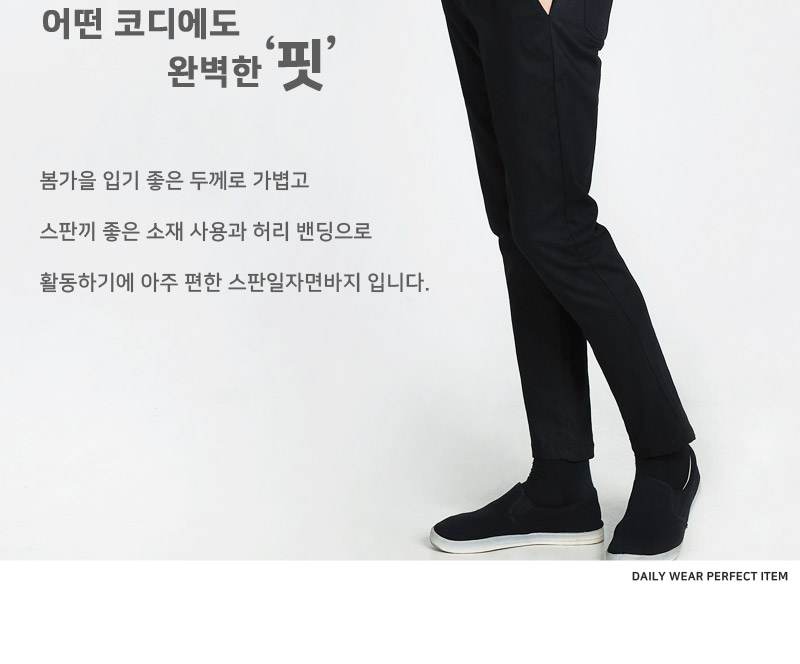 어떤 코디에도
완벽한 '핏'
봄가을 입기 좋은 두께로 가볍고
스판끼 좋은 소재 사용과 허리 밴딩으로
활동하기에 아주 편한 스판일자면바지 입니다.
DAILY WEAR PERFECT ITEM